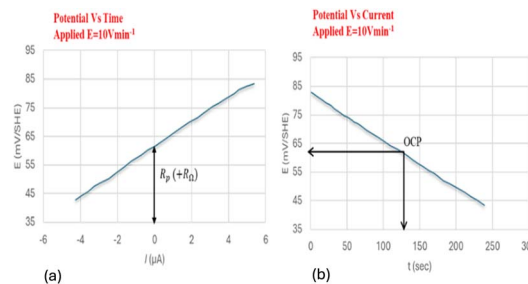 Potential Vs Time
Applied E=10Vmin-1
E (mV/SHE)
95
85
75
65
55
45
35
Rp (+RΩ)
-6 -4 -2 0 2 4 6
I (μA)
(a)
Potential Vs Current
Applied E=10Vmin-1
E (mV/SHE)
95
85
75
65
55
45
35
OCP
0 50 100 150 200 250 300
t (sec)
(b)